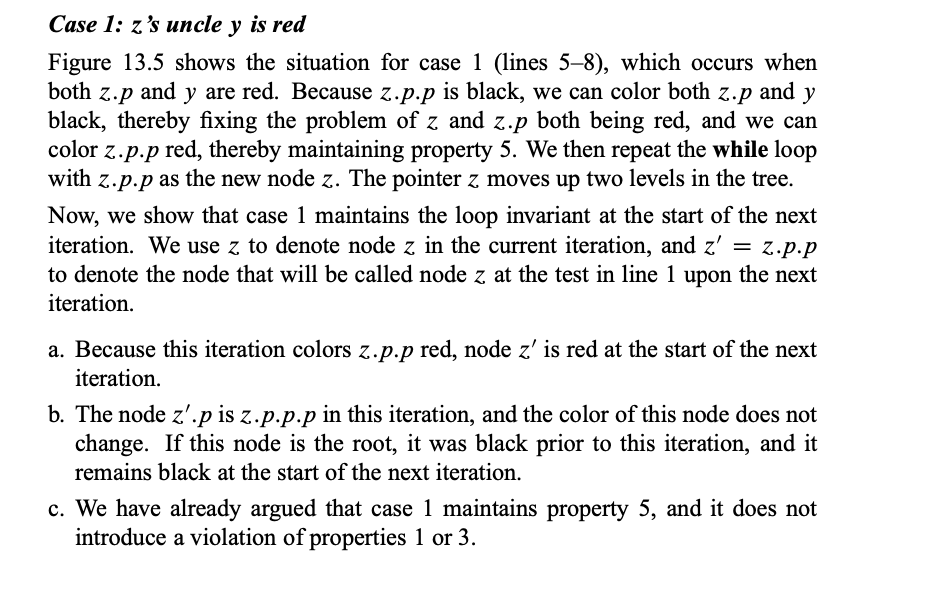 Case 1: z's uncle y is red
Figure 13.5 shows the situation for case 1 (lines 5–8), which occurs when
both z.p and y are red. Because z.p.p is black, we can color both z.p and y
black, thereby fixing the problem of z and z.p both being red, and we can
color z.p.p red, thereby maintaining property 5. We then repeat the while loop
with z.p.p as the new node z. The pointer z moves up two levels in the tree.
Now, we show that case 1 maintains the loop invariant at the start of the next
iteration. We use z to denote node z in the current iteration, and z′ = z.p.p
to denote the node that will be called node z at the test in line 1 upon the next
iteration.
a. Because this iteration colors z.p.p red, node z′ is red at the start of the next
iteration.
b. The node z′.p is z.p.p.p in this iteration, and the color of this node does not
change. If this node is the root, it was black prior to this iteration, and it
remains black at the start of the next iteration.
c. We have already argued that case 1 maintains property 5, and it does not
introduce a violation of properties 1 or 3.